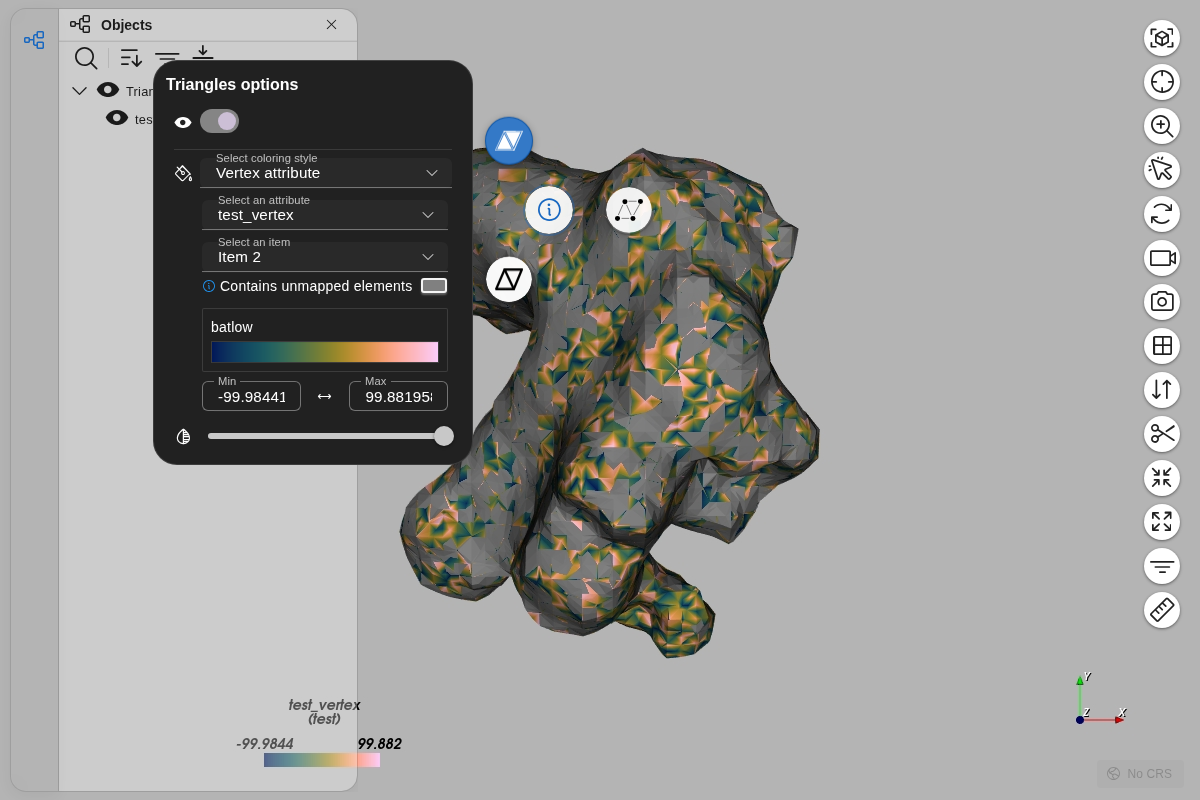 Objects
Trian
tes
Triangles options
Select coloring style
Vertex attribute
Select an attribute
test_vertex
Select an item
Item 2
Contains unmapped elements
batlow
Min
Max
-99.98441
99.88195
test_vertex
(test)
-99.9844
99.882
Y
Z
X
No CRS